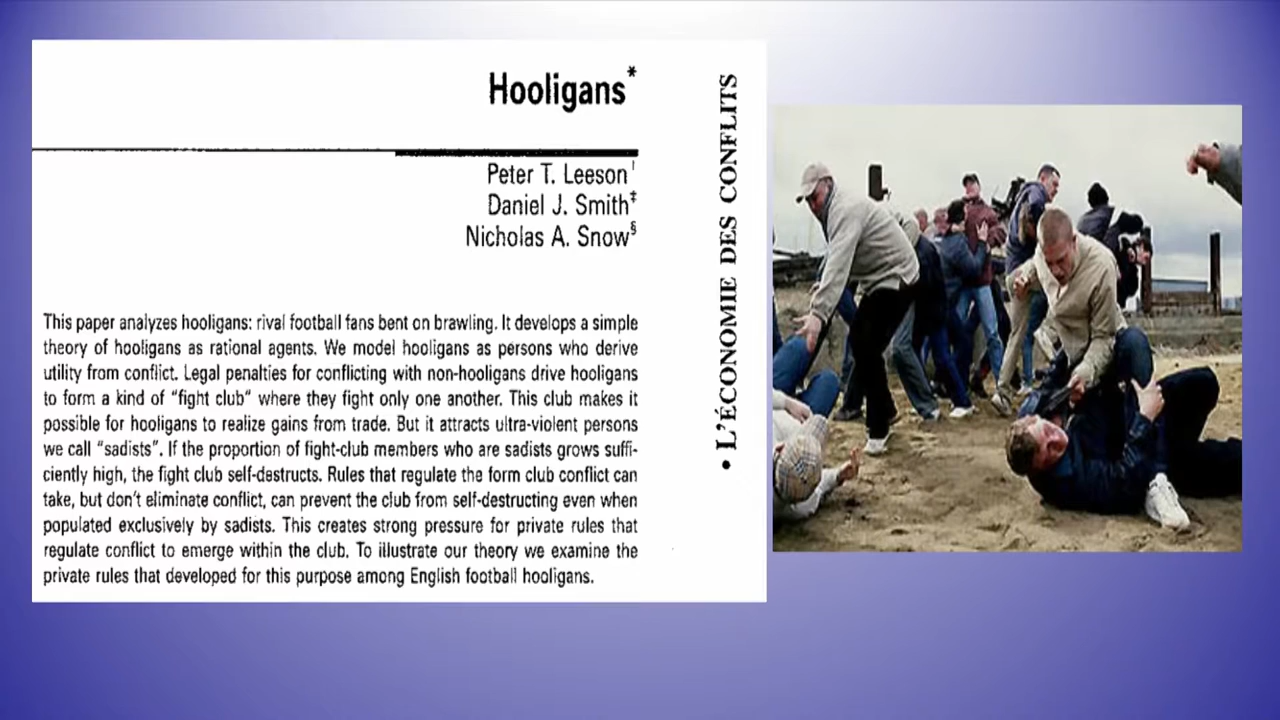 Hooligans*
Peter T. Leeson†
Daniel J. Smith‡
Nicholas A. Snow§
This paper analyzes hooligans: rival football fans bent on brawling. It develops a simple
theory of hooligans as rational agents. We model hooligans as persons who derive
utility from conflict. Legal penalties for conflicting with non-hooligans drive hooligans
to form a kind of “fight club” where they fight only one another. This club makes it
possible for hooligans to realize gains from trade. But it attracts ultra-violent persons
we call “sadists”. If the proportion of fight-club members who are sadists grows suffi-
ciently high, the fight club self-destructs. Rules that regulate the form club conflict can
take, but don’t eliminate conflict, can prevent the club from self-destructing even when
populated exclusively by sadists. This creates strong pressure for private rules that
regulate conflict to emerge within the club. To illustrate our theory we examine the
private rules that developed for this purpose among English football hooligans.
• L’ÉCONOMIE DES CONFLITS